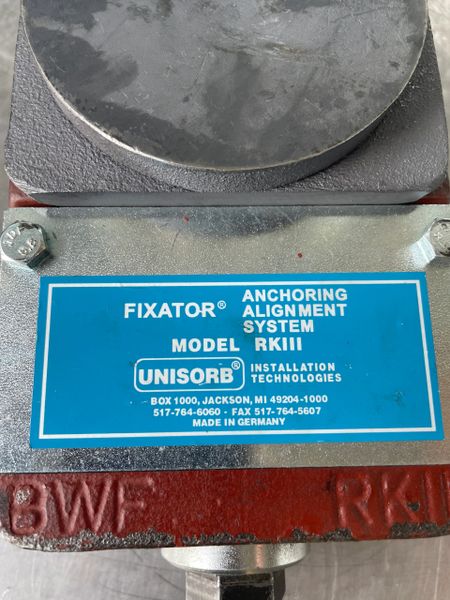 FIXATOR® ANCHORING
ALIGNMENT
SYSTEM
MODEL RKIII
UNISORB® INSTALLATION
TECHNOLOGIES
BOX 1000, JACKSON, MI 49204-1000
517-764-6060 - FAX 517-764-5607
MADE IN GERMANY
BWF RKII